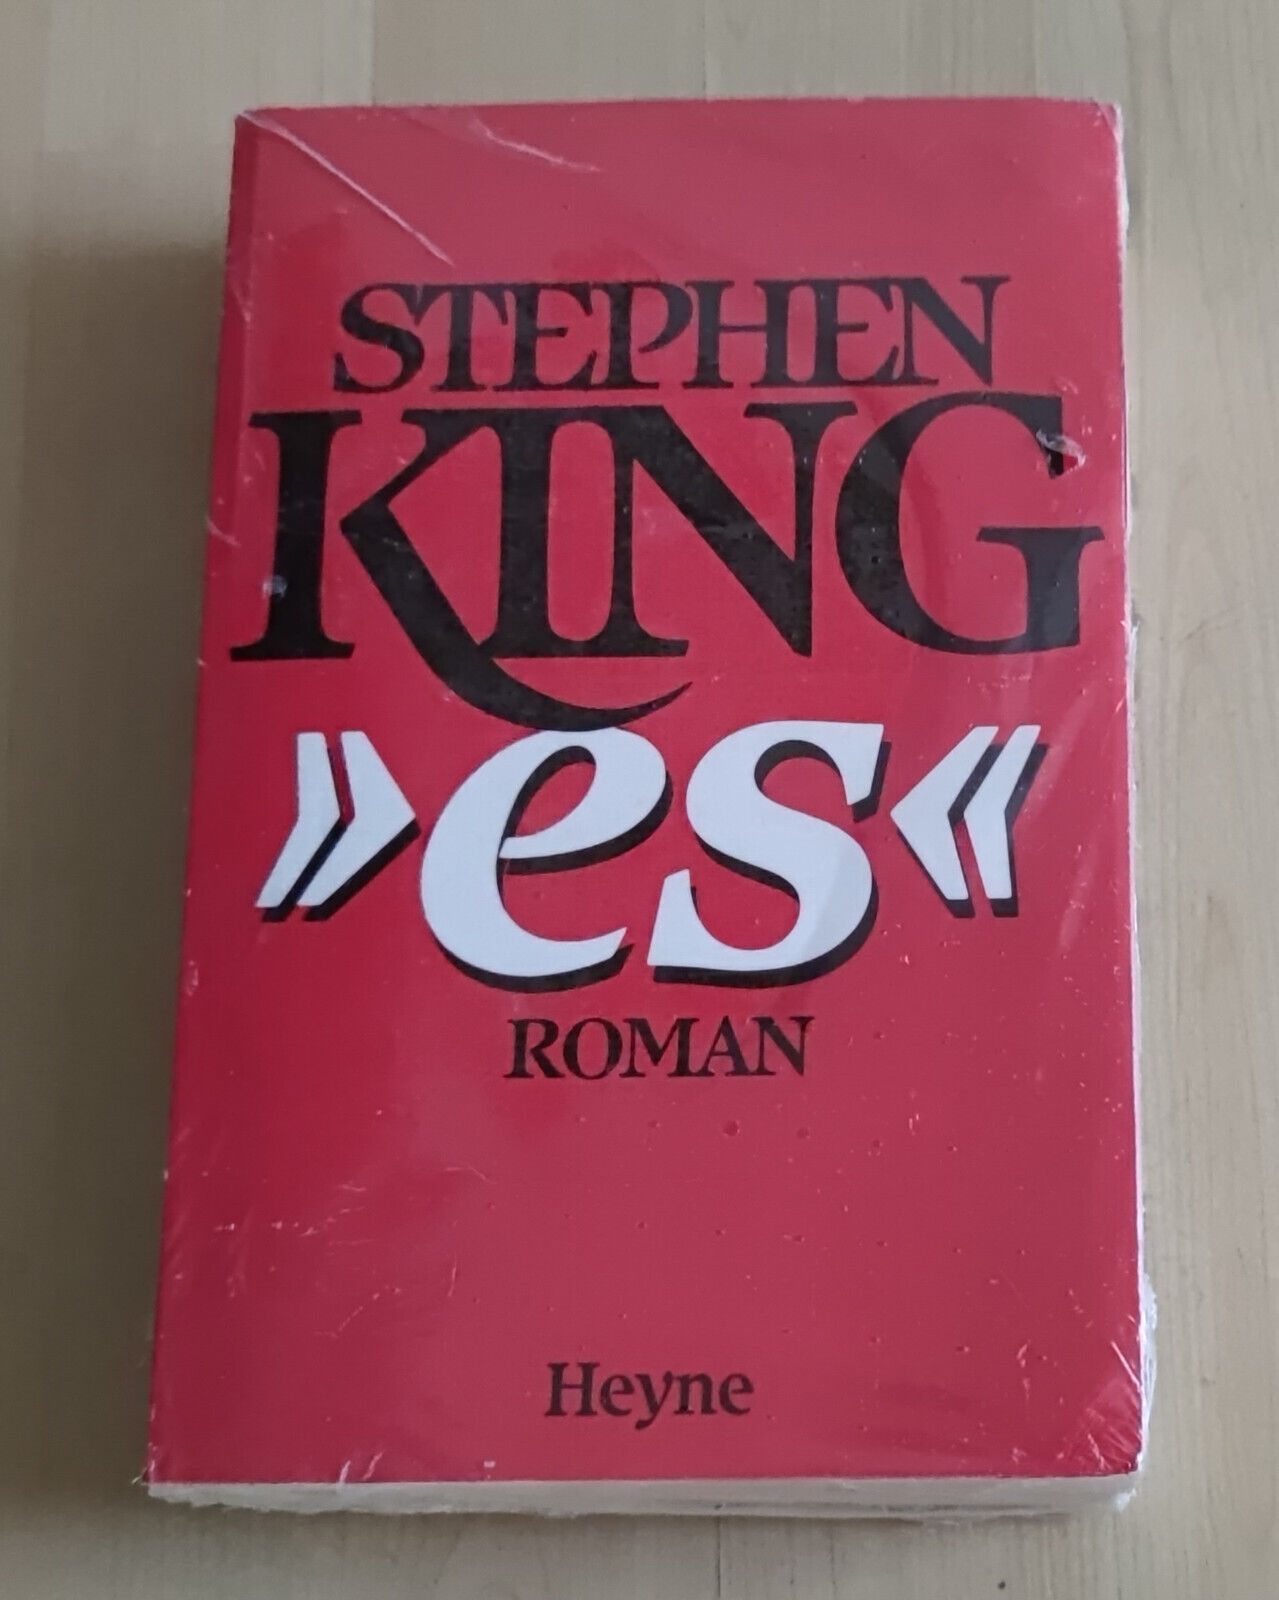 STEPHEN
KING
»es«
ROMAN
Heyne